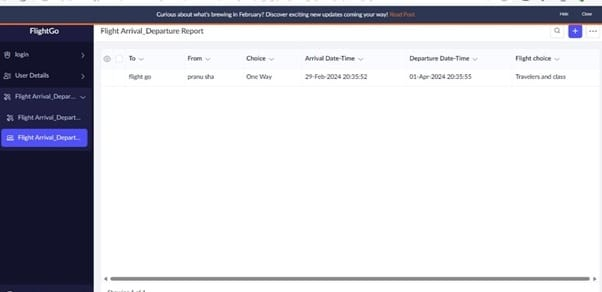 Curious about what's brewing in February? Discover exciting new updates coming your way! Read Post
Hide
Close
FlightGo
Flight Arrival_Departure Report
login
User Details
Flight Arrival_Depar...
Flight Arrival_Depart...
Flight Arrival_Depart...
To From Choice Arrival Date-Time Departure Date-Time Flight choice
flight go pranu sha One Way 29-Feb-2024 20:35:52 01-Apr-2024 20:35:55 Travelers and class